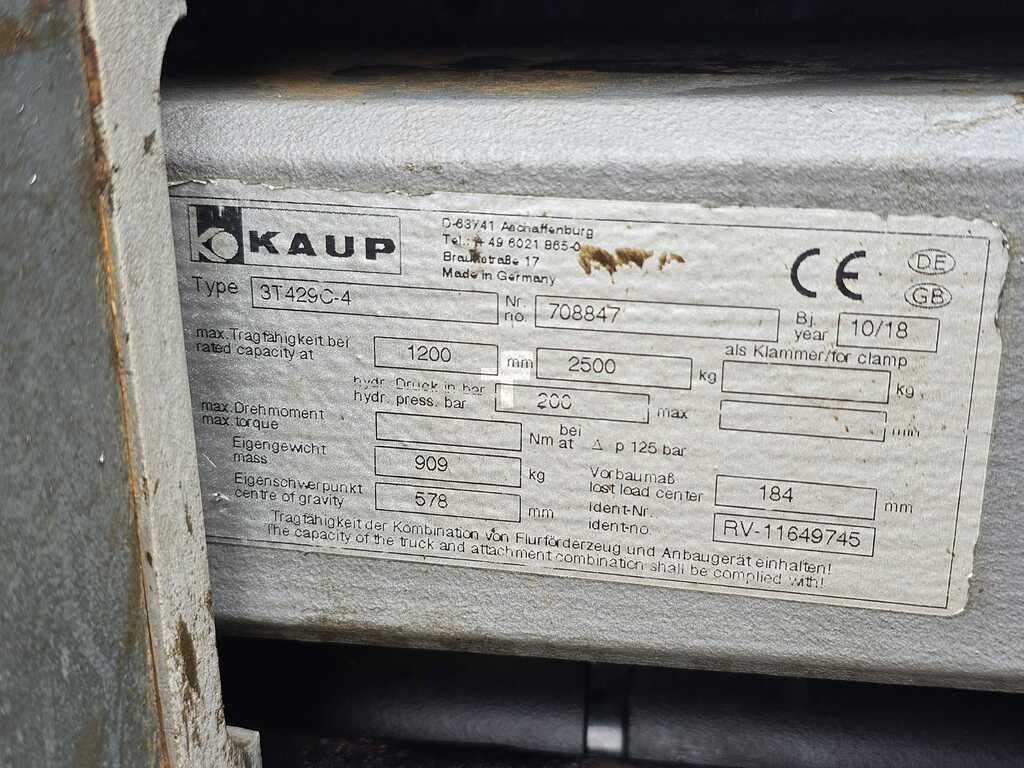 KAUP
D-63741 Aschaffenburg
Tel.: +49 6021 865-0
Braunstraße 17
Made in Germany
CE
DE
GB
Type 3T429C-4 Nr. no. 708847 Bj. year 10/18
max. Tragfähigkeit bei
rated capacity at 1200 mm 2500 kg
als Klammer/for clamp
kg
hydr. Druck in bar
hydr. press. bar 200 max
mm
max. Drehmoment
max. torque Nm
bei
at Δ p 125 bar
Eigengewicht
mass 909 kg
Vorbaumaß
lost load center 184 mm
Eigenschwerpunkt
centre of gravity 578 mm
ident-Nr.
ident-no. RV-11649745
Tragfähigkeit der Kombination von Flurförderzeug und Anbaugerät einhalten!
The capacity of the truck and attachment combination shall be complied with!